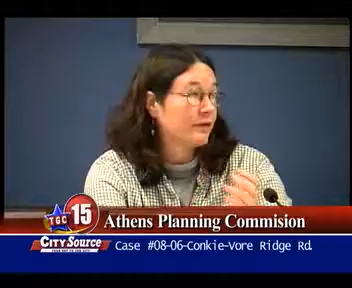 TGC 15 Athens Planning Commision
CITY SOURCE Case #08-06-Conkie-Vore Ridge Rd.